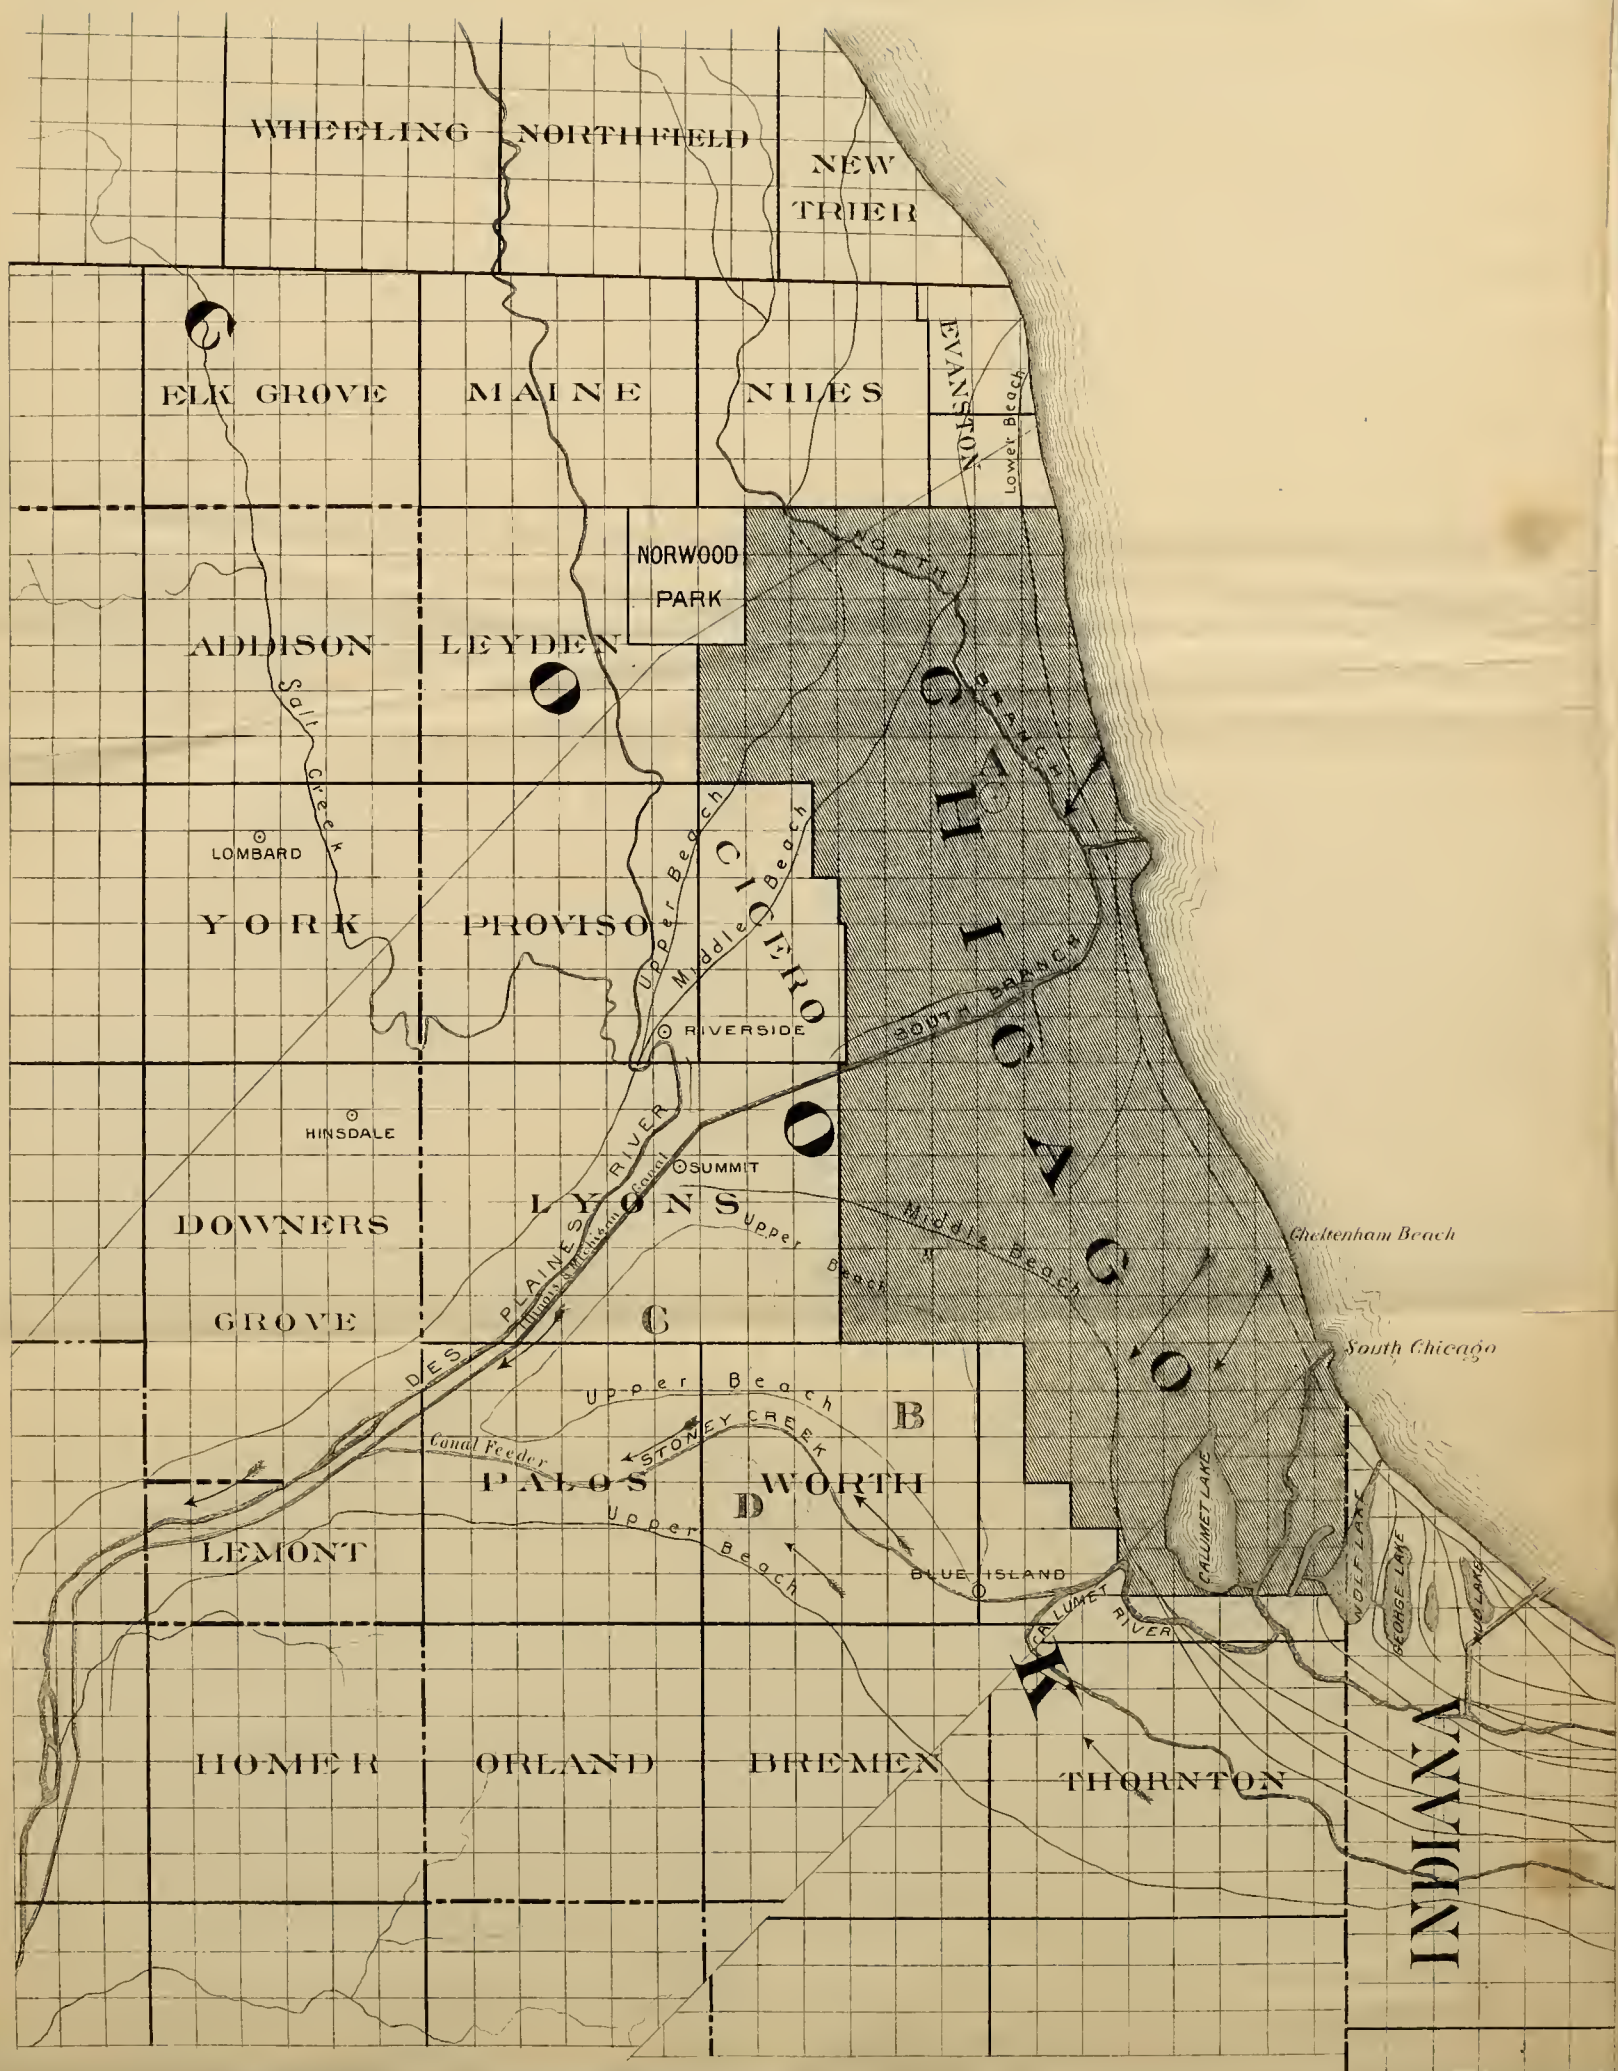 WHEELING
NORTHFIELD
NEW
TRIER
COOK
ELK GROVE
MAINE
NILES
EVANSTON
Lower Beach
NORWOOD
PARK
NORTH BRANCH
ADDISON
LEYDEN
Salt Creek
CHICAGO
A
LOMBARD
YORK
PROVISO
Upper Beach
Middle Beach
CICERO
RIVERSIDE
SOUTH BRANCH
HINSDALE
DES PLAINES RIVER
Illinois & Michigan Canal
SUMMIT
LYONS
DOWNERS
GROVE
Upper Beach
Middle Beach
Cheltenham Beach
South Chicago
C
Upper Beach
B
STONEY CREEK
Canal Feeder
PALOS
WORTH
D
Upper Beach
LEMONT
BLUE ISLAND
CALUMET RIVER
CALUMET LAKE
WOLF LAKE
GEORGE LAKE
MUD LAKE
HOMER
ORLAND
BREMEN
THORNTON
INDIANA